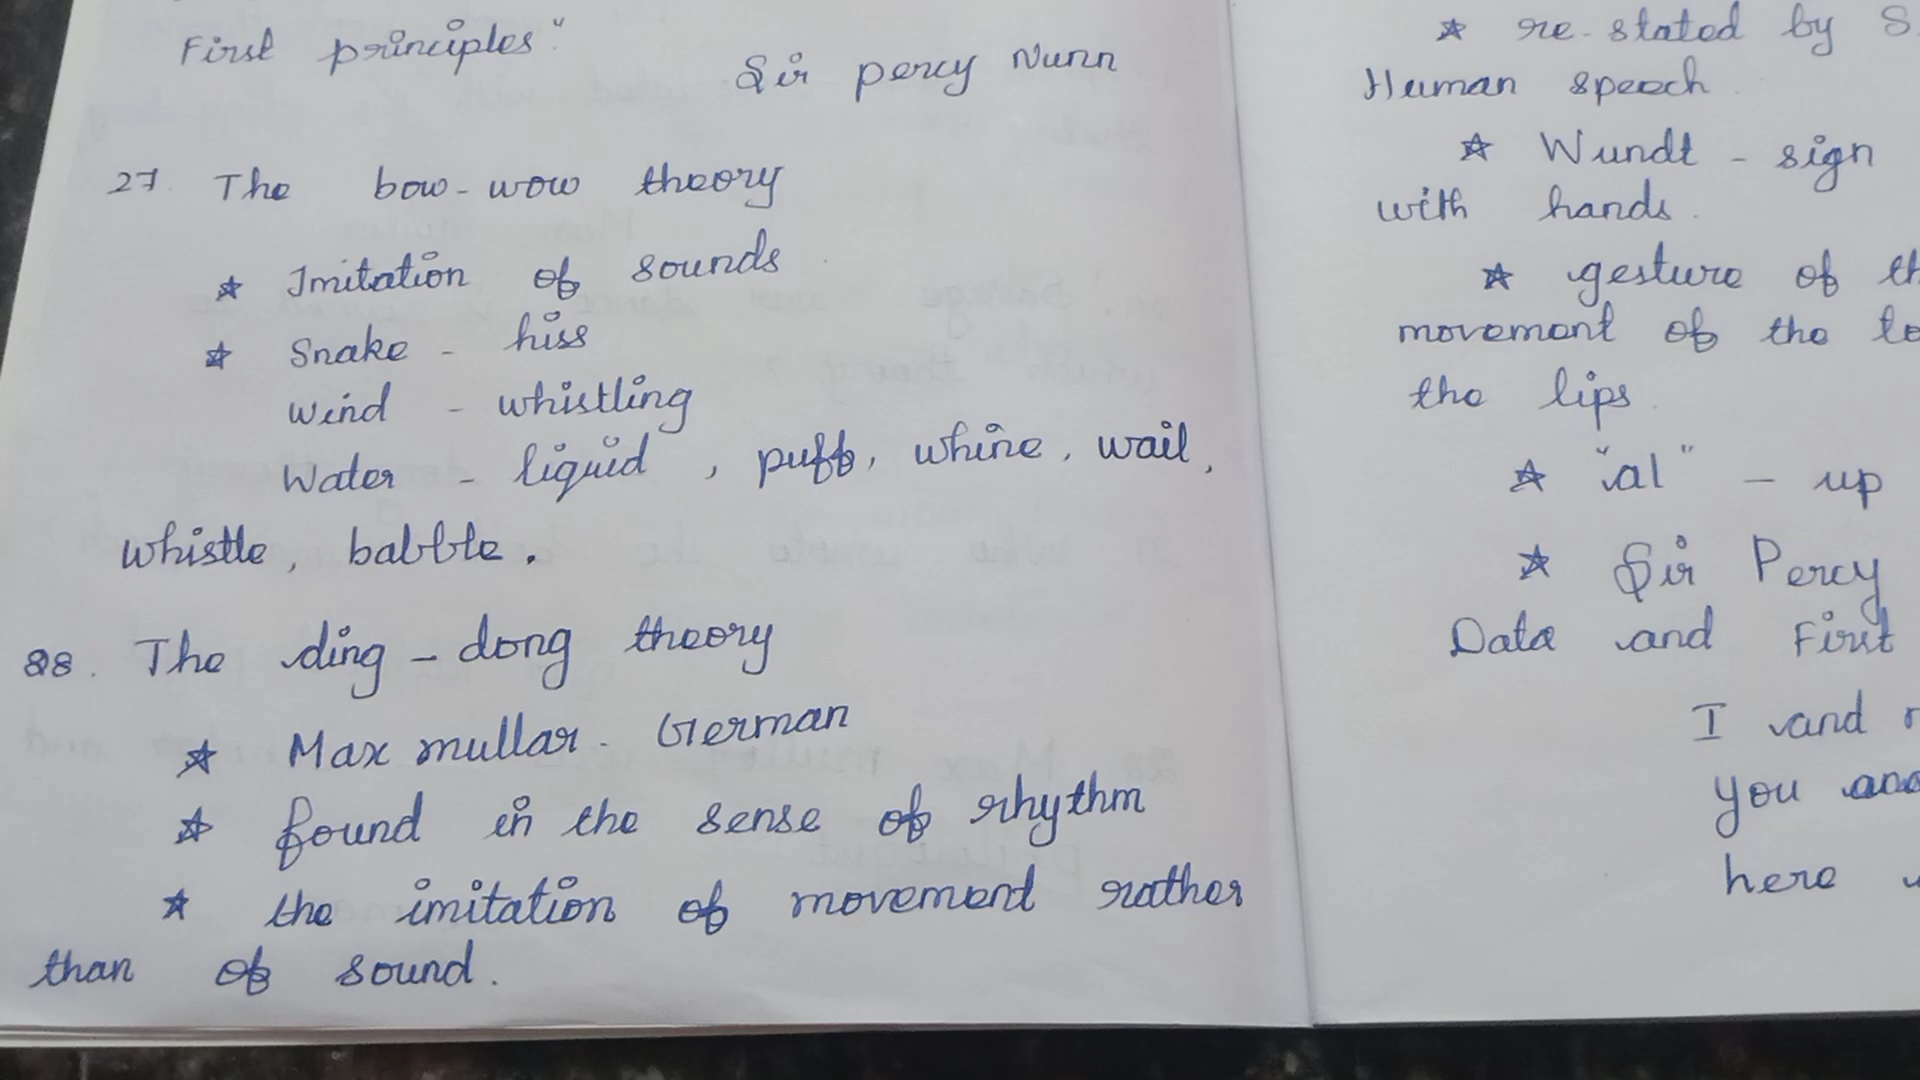 First principles"
Sir percy Nunn
27 The bow-wow theory
☆ Imitation of sounds
☆ Snake - hiss
Wind - whistling
Water - liquid, puff, whine, wail,
whistle, babble.
28. The ding-dong theory
☆ Max mullar - German
☆ found in the sense of rhythm
☆ the imitation of movement rather
than of sound.
☆ re-stated by S
Human speech
☆ Wundt - sign
with hands.
☆ gesture of th
movement of the to
the lips
☆ "al" - up
☆ Sir Percy
Data and First
I and
you and
here